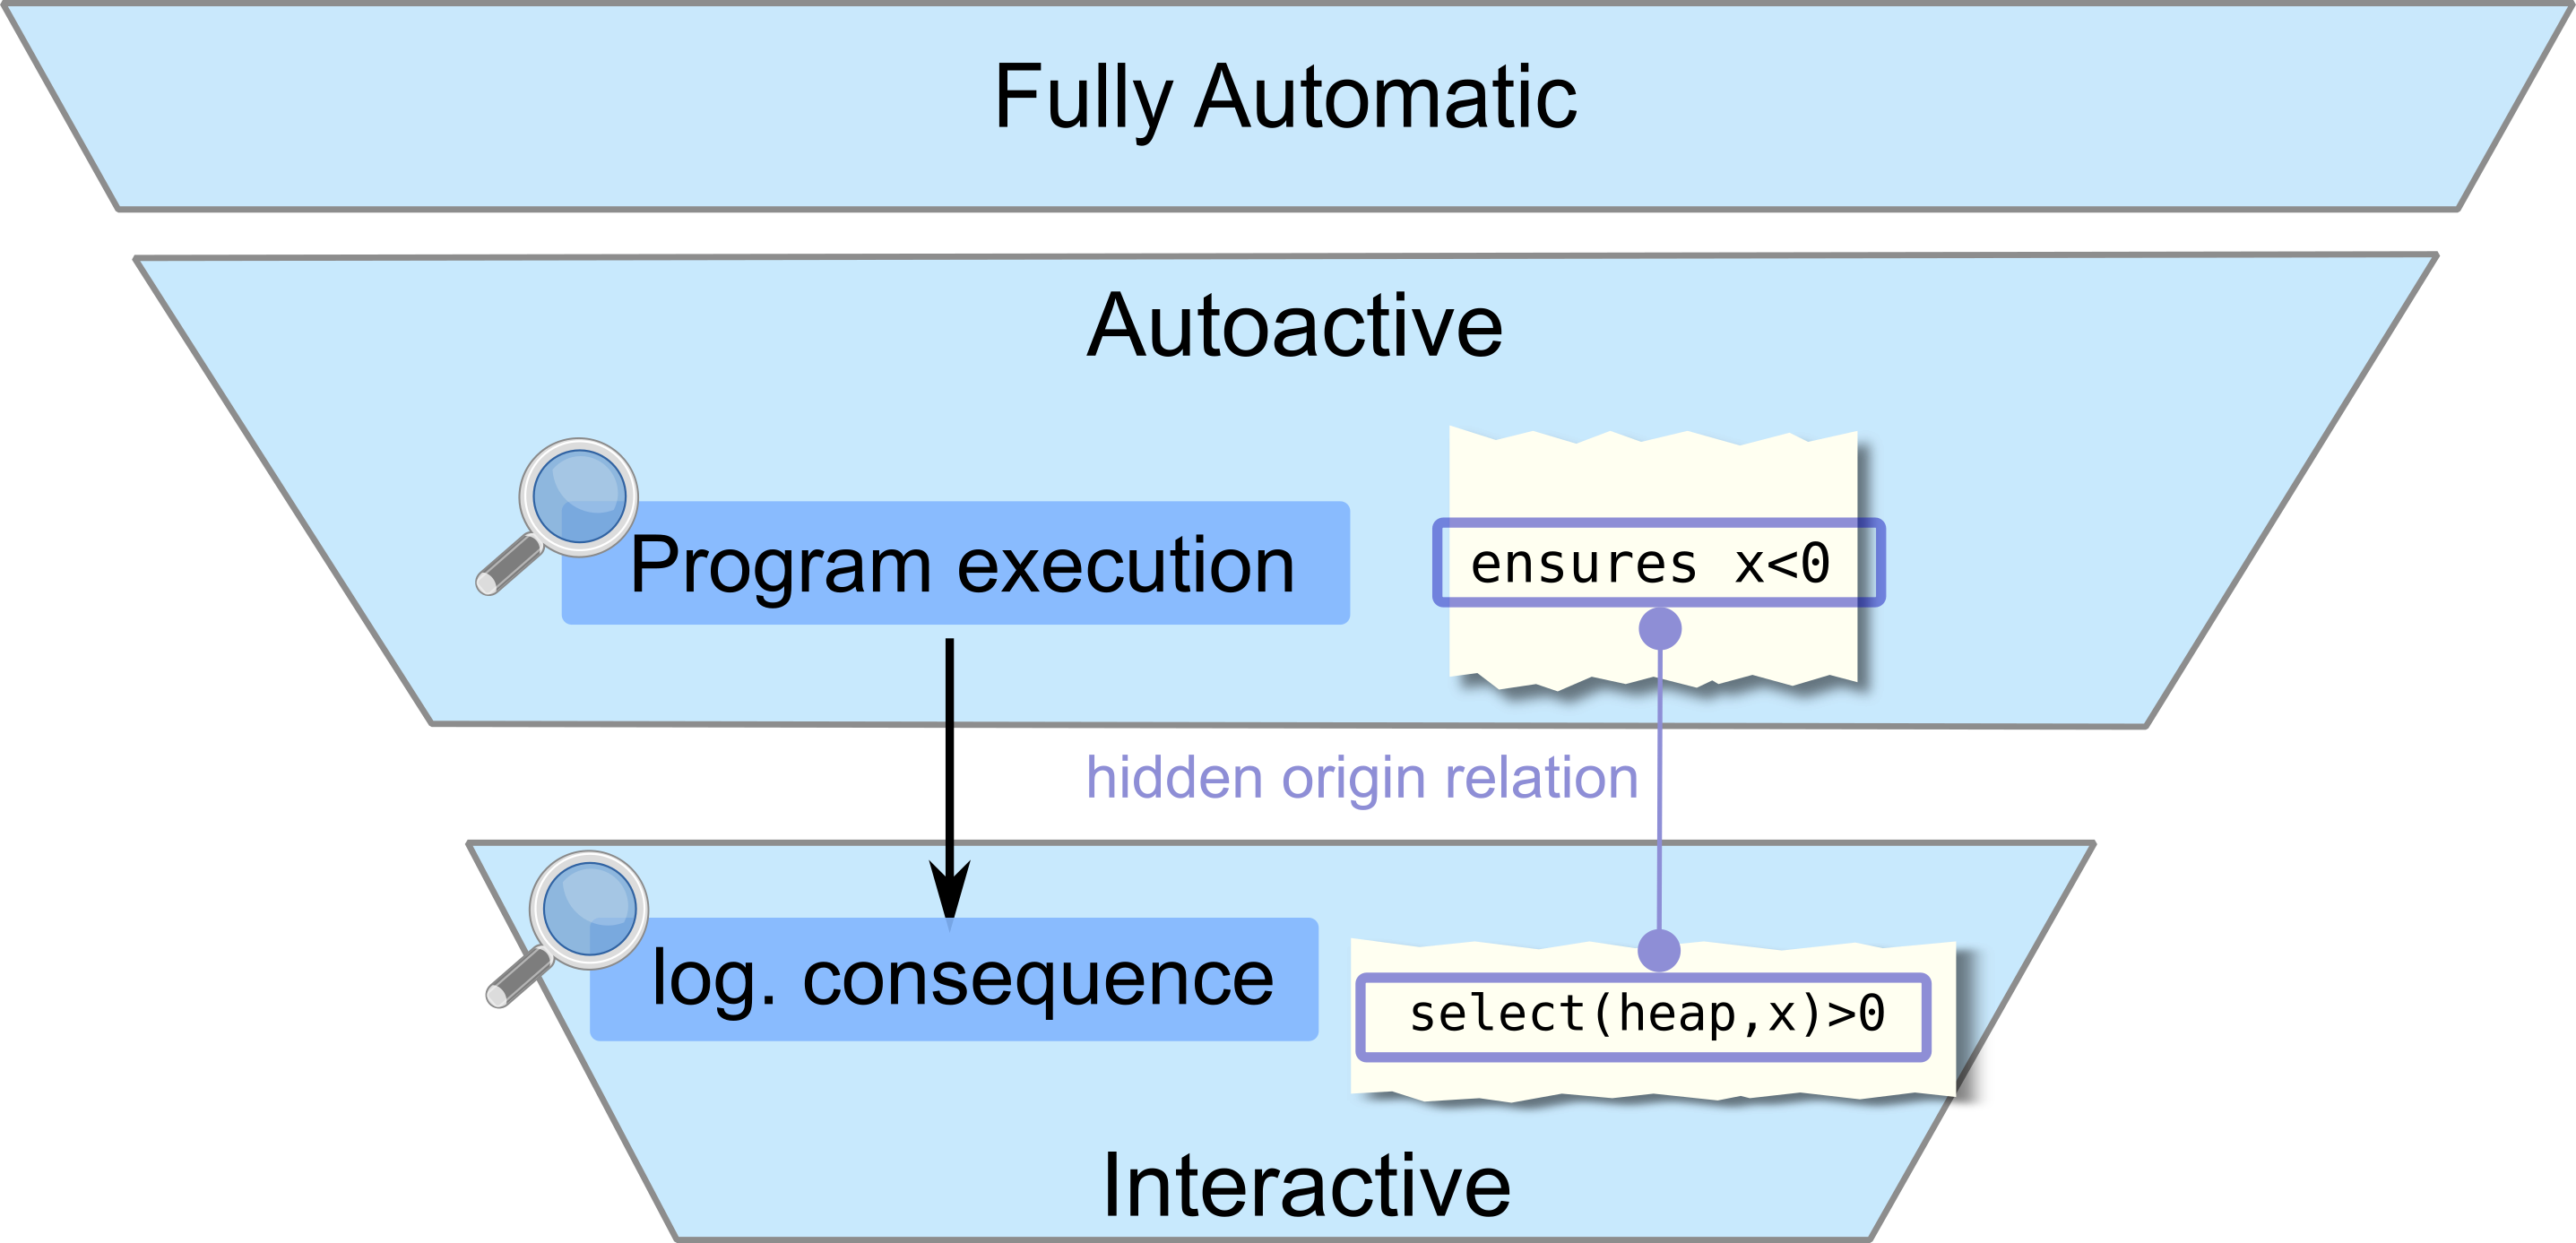 Fully Automatic
Autoactive
Program execution
ensures x<0
hidden origin relation
log. consequence
select(heap,x)>0
Interactive